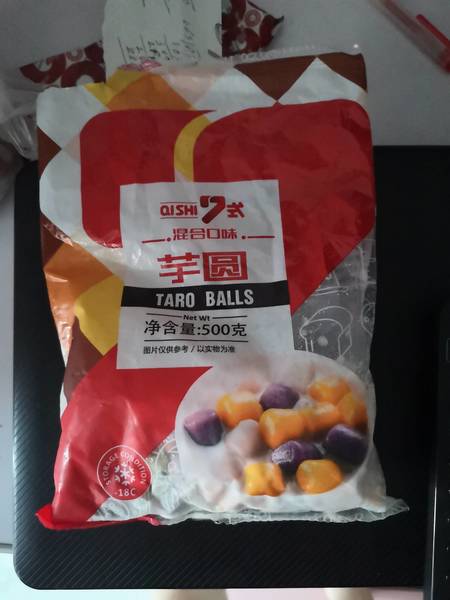 QISHI 7式
混合口味
芋圆
TARO BALLS
Net Wt
净含量:500克
图片仅供参考 / 以实物为准
STORAGE CONDITION
-18C